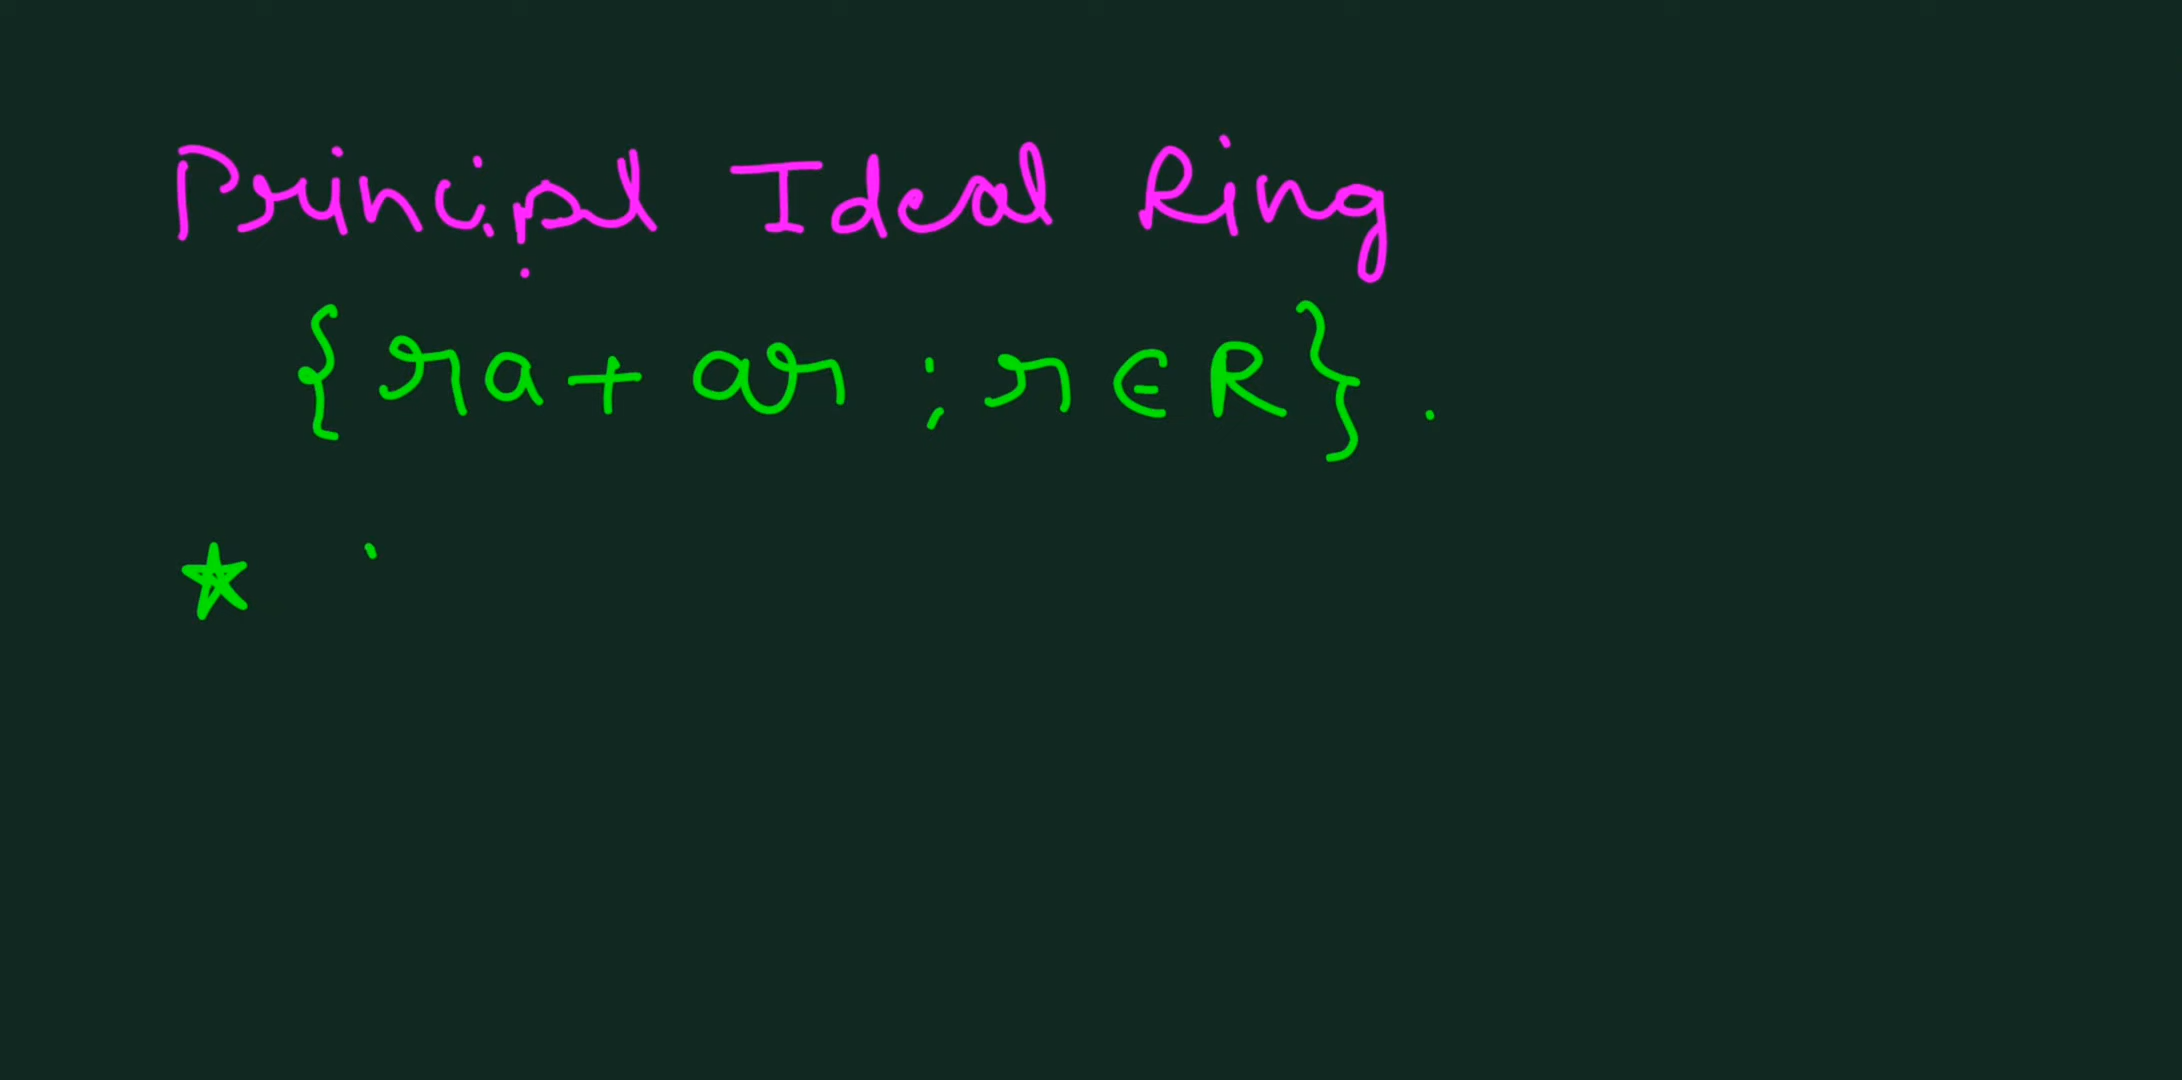 Principal Ideal Ring
{ra + ar ; r ∈ R}.
★